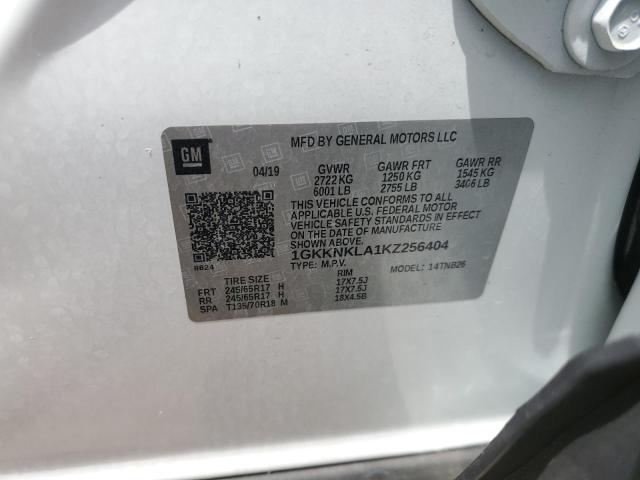 GM
MFD BY GENERAL MOTORS LLC
04/19 GVWR GAWR FRT GAWR RR
2722 KG 1250 KG 1545 KG
6001 LB 2755 LB 3406 LB
THIS VEHICLE CONFORMS TO ALL
APPLICABLE U.S. FEDERAL MOTOR
VEHICLE SAFETY STANDARDS IN EFFECT
ON THE DATE OF MANUFACTURE
SHOWN ABOVE.
1GKKNKLA1KZ256404
R624 TYPE: M.P.V. MODEL: 14TNB26
TIRE SIZE RIM
FRT 245/65R17 H 17X7.5J
RR 245/65R17 H 17X7.5J
SPA T135/70R18 M 18X4.5B